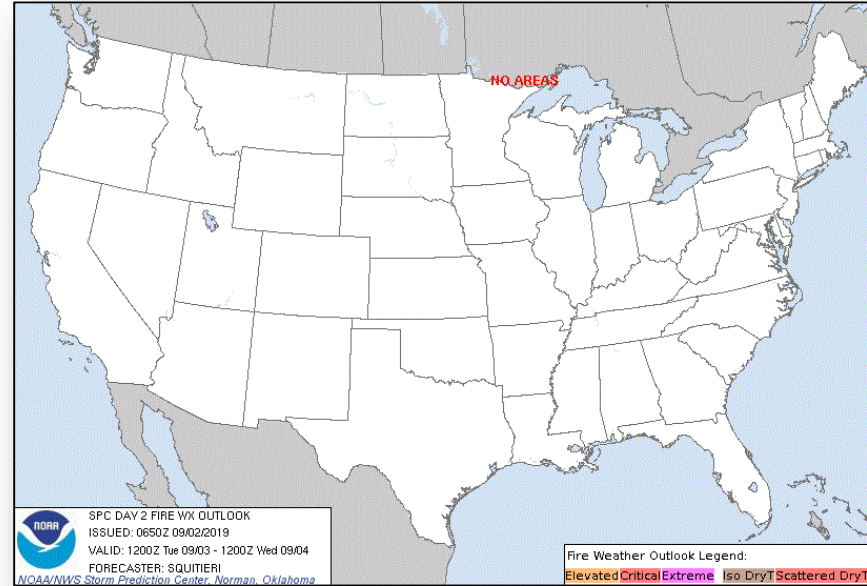 NO AREAS
NOAA
SPC DAY 2 FIRE WX OUTLOOK
ISSUED: 0650Z 09/02/2019
VALID: 1200Z Tue 09/03 - 1200Z Wed 09/04
FORECASTER: SQUITIERI
NOAA/NWS Storm Prediction Center, Norman, Oklahoma
Fire Weather Outlook Legend:
Elevated Critical Extreme Iso DryT Scattered DryT